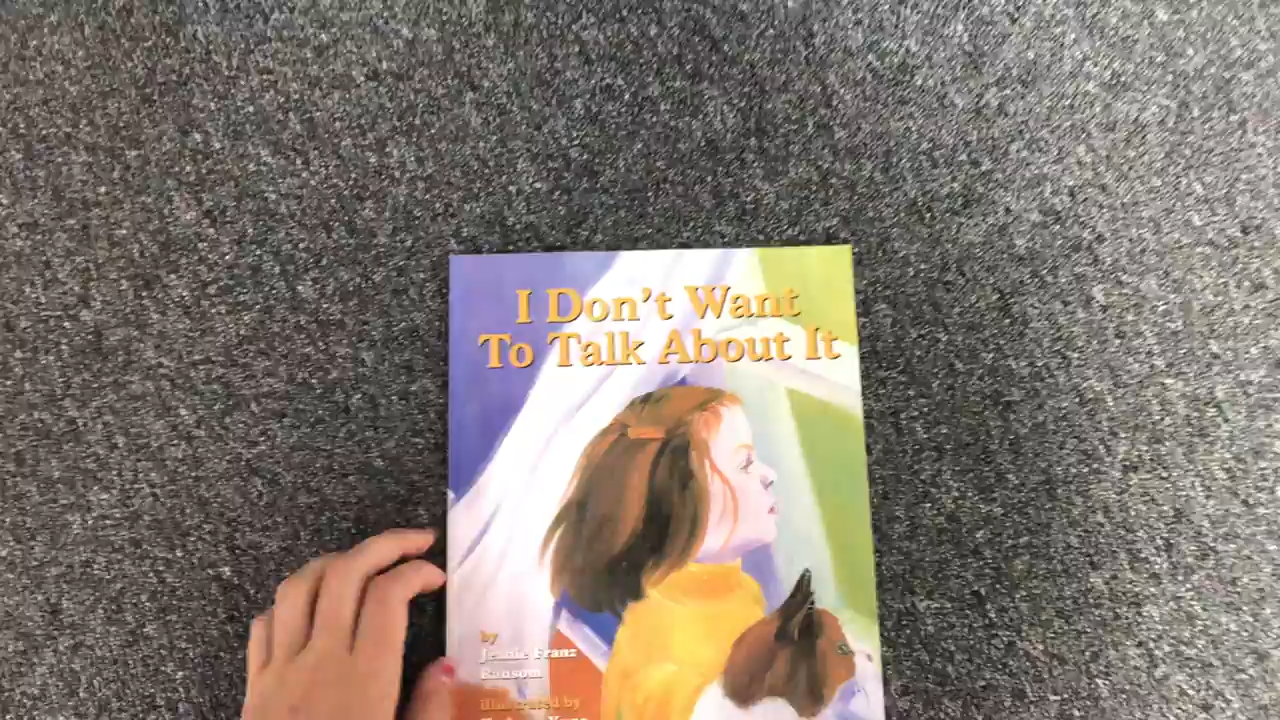 I Don't Want
To Talk About It
by
Jeanie Franz
Ransom
illustrated by